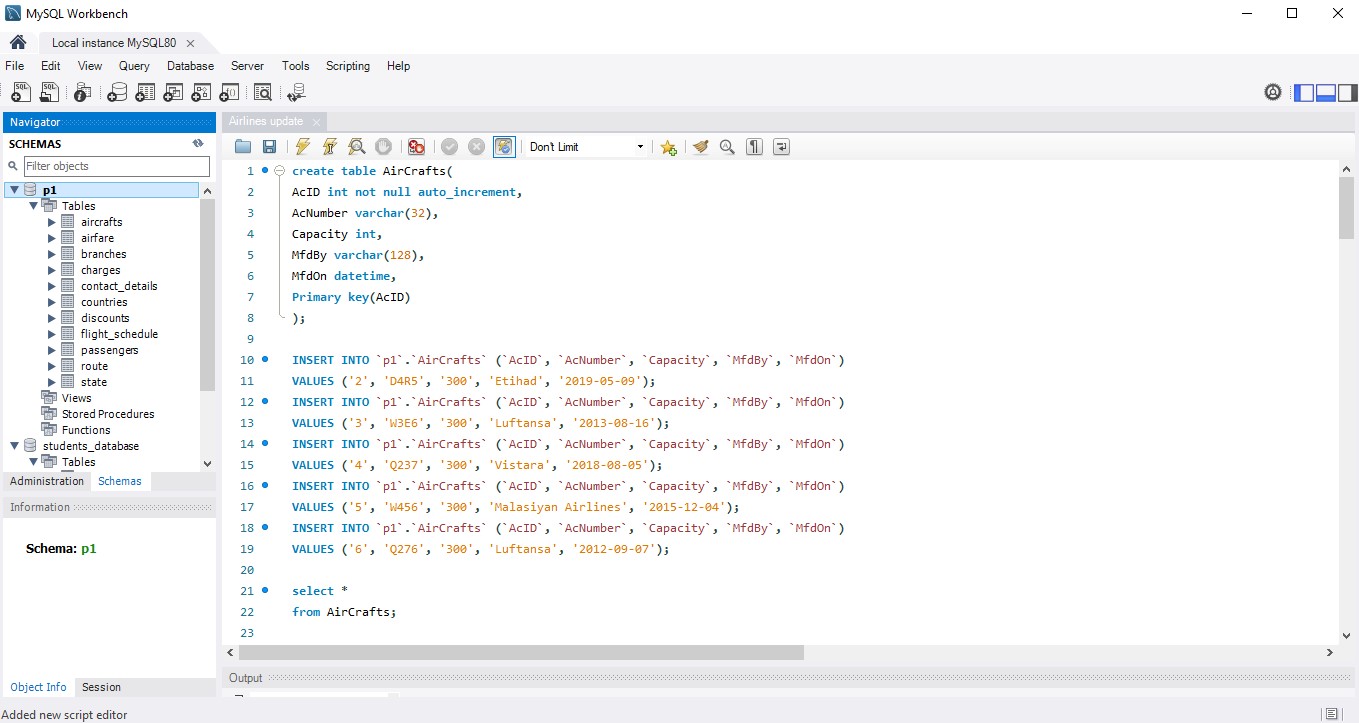 MySQL Workbench
Local instance MySQL80
File Edit View Query Database Server Tools Scripting Help
Navigator
SCHEMAS
Filter objects
p1
Tables
aircrafts
airfare
branches
charges
contact_details
countries
discounts
flight_schedule
passengers
route
state
Views
Stored Procedures
Functions
students_database
Tables
Administration Schemas
Information
Schema: p1
Object Info Session
Airlines update
Don't Limit
1 create table AirCrafts(
2 AcID int not null auto_increment,
3 AcNumber varchar(32),
4 Capacity int,
5 MfdBy varchar(128),
6 MfdOn datetime,
7 Primary key(AcID)
8 );
9
10 INSERT INTO `p1`.`AirCrafts` (`AcID`, `AcNumber`, `Capacity`, `MfdBy`, `MfdOn`)
11 VALUES ('2', 'D4R5', '300', 'Etihad', '2019-05-09');
12 INSERT INTO `p1`.`AirCrafts` (`AcID`, `AcNumber`, `Capacity`, `MfdBy`, `MfdOn`)
13 VALUES ('3', 'W3E6', '300', 'Luftansa', '2013-08-16');
14 INSERT INTO `p1`.`AirCrafts` (`AcID`, `AcNumber`, `Capacity`, `MfdBy`, `MfdOn`)
15 VALUES ('4', 'Q237', '300', 'Vistara', '2018-08-05');
16 INSERT INTO `p1`.`AirCrafts` (`AcID`, `AcNumber`, `Capacity`, `MfdBy`, `MfdOn`)
17 VALUES ('5', 'W456', '300', 'Malasiyan Airlines', '2015-12-04');
18 INSERT INTO `p1`.`AirCrafts` (`AcID`, `AcNumber`, `Capacity`, `MfdBy`, `MfdOn`)
19 VALUES ('6', 'Q276', '300', 'Luftansa', '2012-09-07');
20
21 select *
22 from AirCrafts;
23
Output
Added new script editor